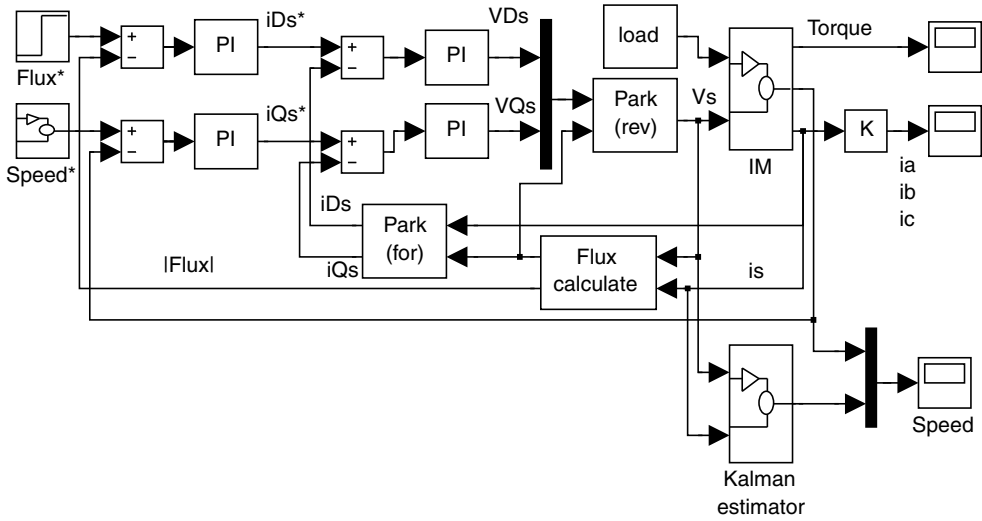 iDs*
VDs
Torque
+
−
PI
+
−
PI
load
Flux*
iQs*
VQs
Park
(rev)
Vs
+
−
PI
+
−
PI
K
Speed*
IM
ia
ib
ic
iDs
Park
(for)
iQs
|Flux|
Flux
calculate
is
Speed
Kalman
estimator